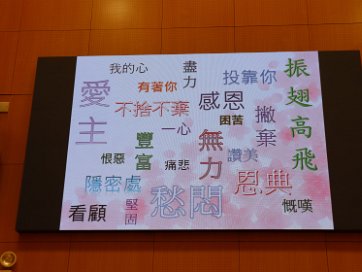 我的心
盡力
振翅高飛
有著你
投靠你
愛主
不捨不棄
感恩
困苦
撇棄
一心
豐富
無力
讚美
恨惡
痛悲
恩典
隱密處
愁悶
慨嘆
看顧
堅固